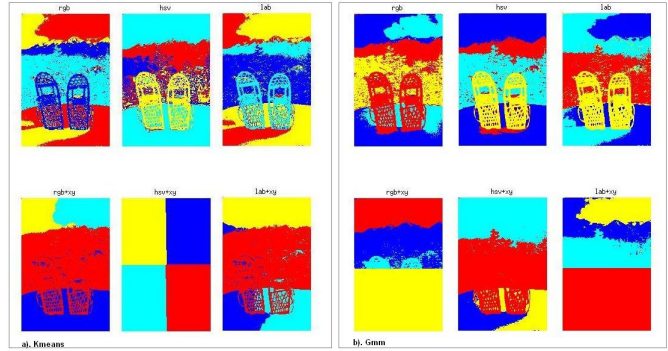 rgb hsv lab
rgb hsv lab
rgb+xy hsv+xy lab+xy
rgb+xy hsv+xy lab+xy
a). Kmeans
b). Gmm